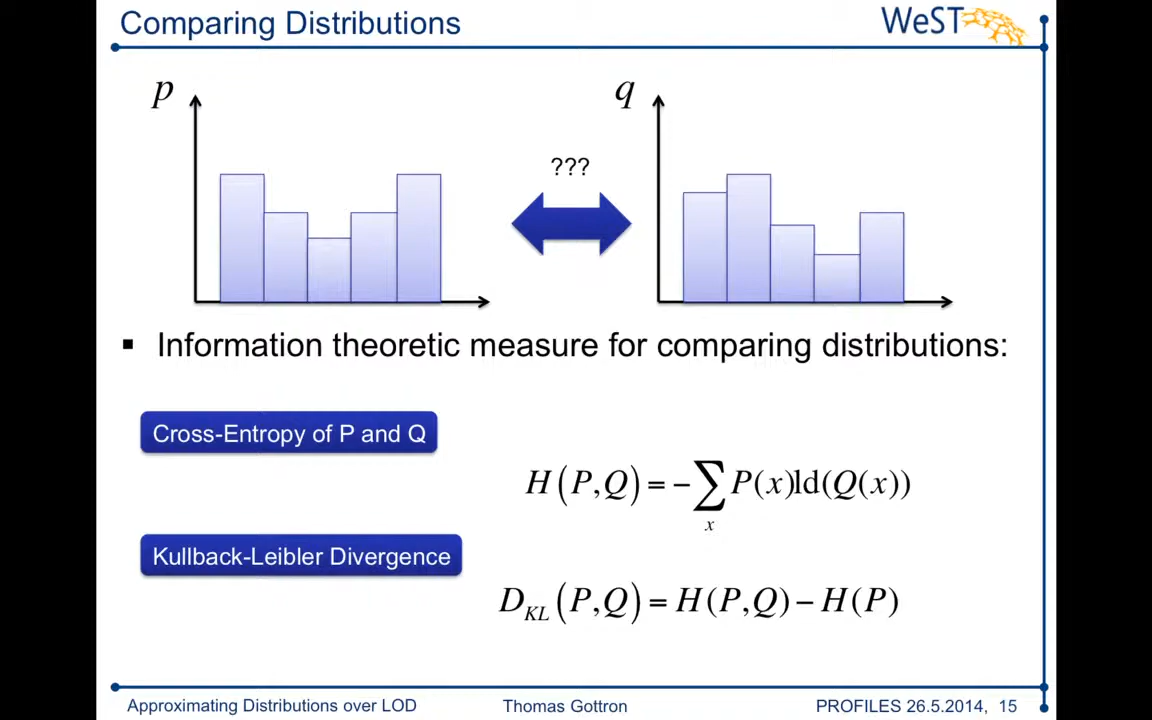 Comparing Distributions
WeST
p
q
???
▪ Information theoretic measure for comparing distributions:
Cross-Entropy of P and Q
H(P,Q) = −∑ P(x)ld(Q(x))
x
Kullback-Leibler Divergence
D_KL(P,Q) = H(P,Q) − H(P)
Approximating Distributions over LOD
Thomas Gottron
PROFILES 26.5.2014, 15